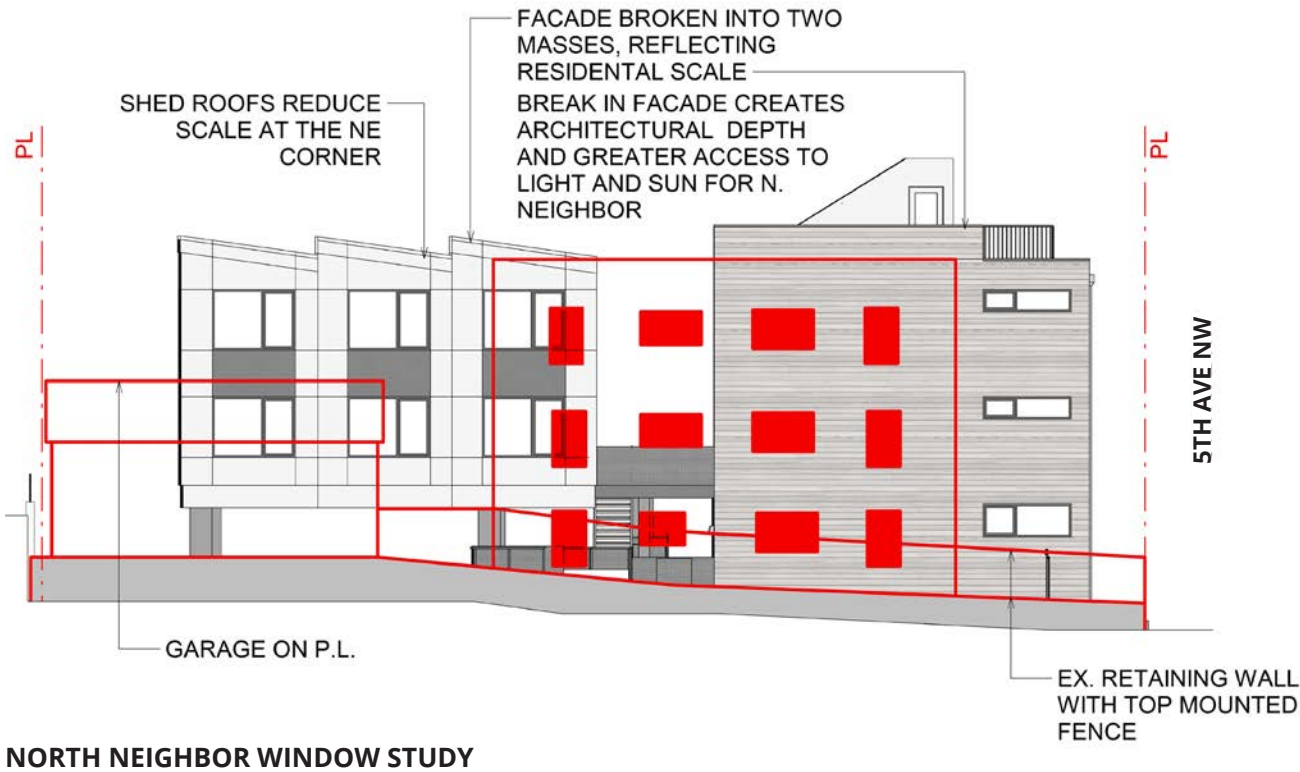 FACADE BROKEN INTO TWO
MASSES, REFLECTING
RESIDENTAL SCALE
BREAK IN FACADE CREATES
ARCHITECTURAL DEPTH
AND GREATER ACCESS TO
LIGHT AND SUN FOR N.
NEIGHBOR
SHED ROOFS REDUCE
SCALE AT THE NE
CORNER
PL
PL
5TH AVE NW
GARAGE ON P.L.
EX. RETAINING WALL
WITH TOP MOUNTED
FENCE
NORTH NEIGHBOR WINDOW STUDY